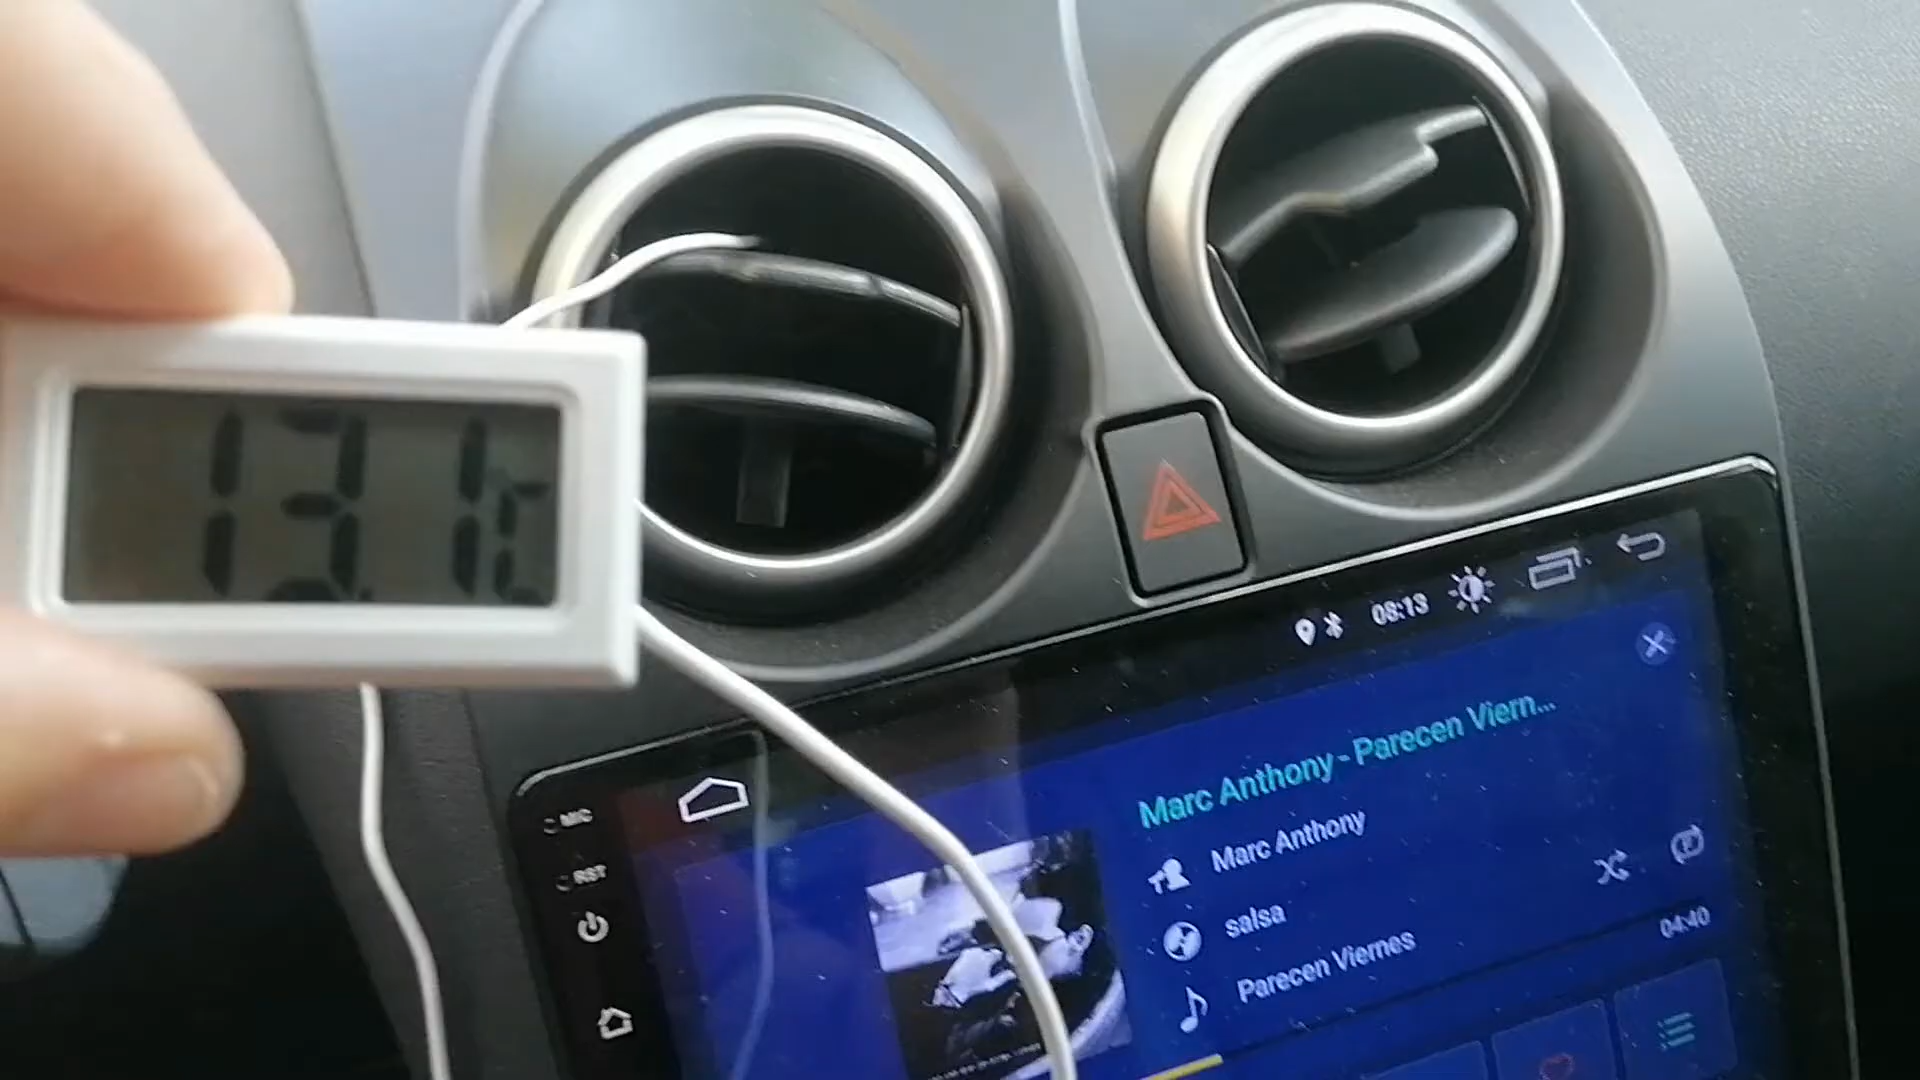 13.1°C
08:13
MIC
Marc Anthony - Parecen Viern...
Marc Anthony
RST
salsa
04:40
Parecen Viernes